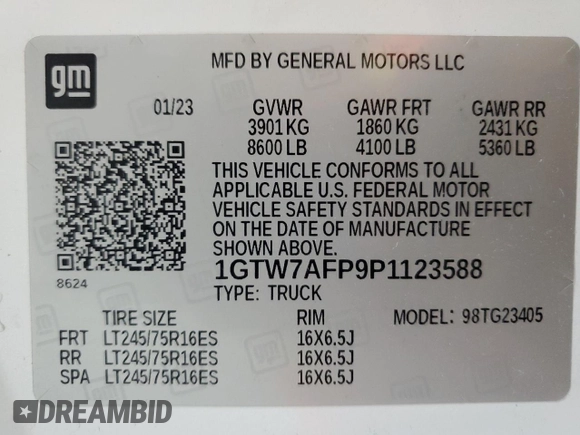 gm
MFD BY GENERAL MOTORS LLC
01/23 GVWR GAWR FRT GAWR RR
3901 KG 1860 KG 2431 KG
8600 LB 4100 LB 5360 LB
THIS VEHICLE CONFORMS TO ALL
APPLICABLE U.S. FEDERAL MOTOR
VEHICLE SAFETY STANDARDS IN EFFECT
ON THE DATE OF MANUFACTURE
SHOWN ABOVE.
8624
1GTW7AFP9P1123588
TYPE: TRUCK
TIRE SIZE RIM MODEL: 98TG23405
FRT LT245/75R16ES 16X6.5J
RR LT245/75R16ES 16X6.5J
SPA LT245/75R16ES 16X6.5J
DREAMBID